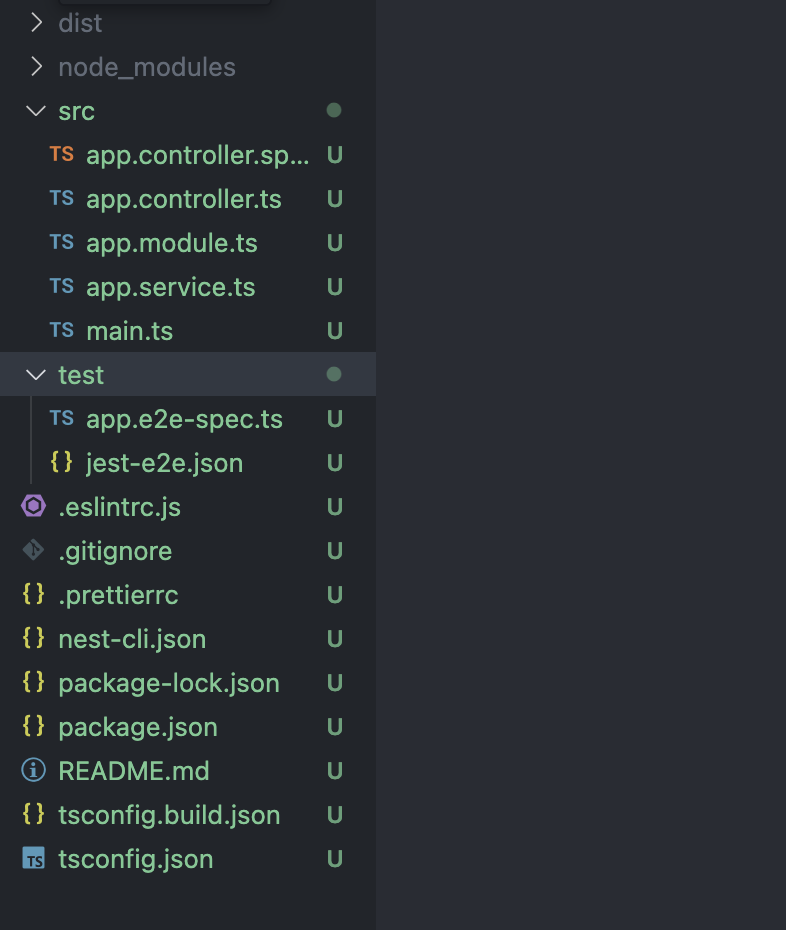 dist
node_modules
src
TS app.controller.sp... U
TS app.controller.ts U
TS app.module.ts U
TS app.service.ts U
TS main.ts U
test
TS app.e2e-spec.ts U
{} jest-e2e.json U
.eslintrc.js U
.gitignore U
{} .prettierrc U
{} nest-cli.json U
{} package-lock.json U
{} package.json U
README.md U
{} tsconfig.build.json U
TS tsconfig.json U